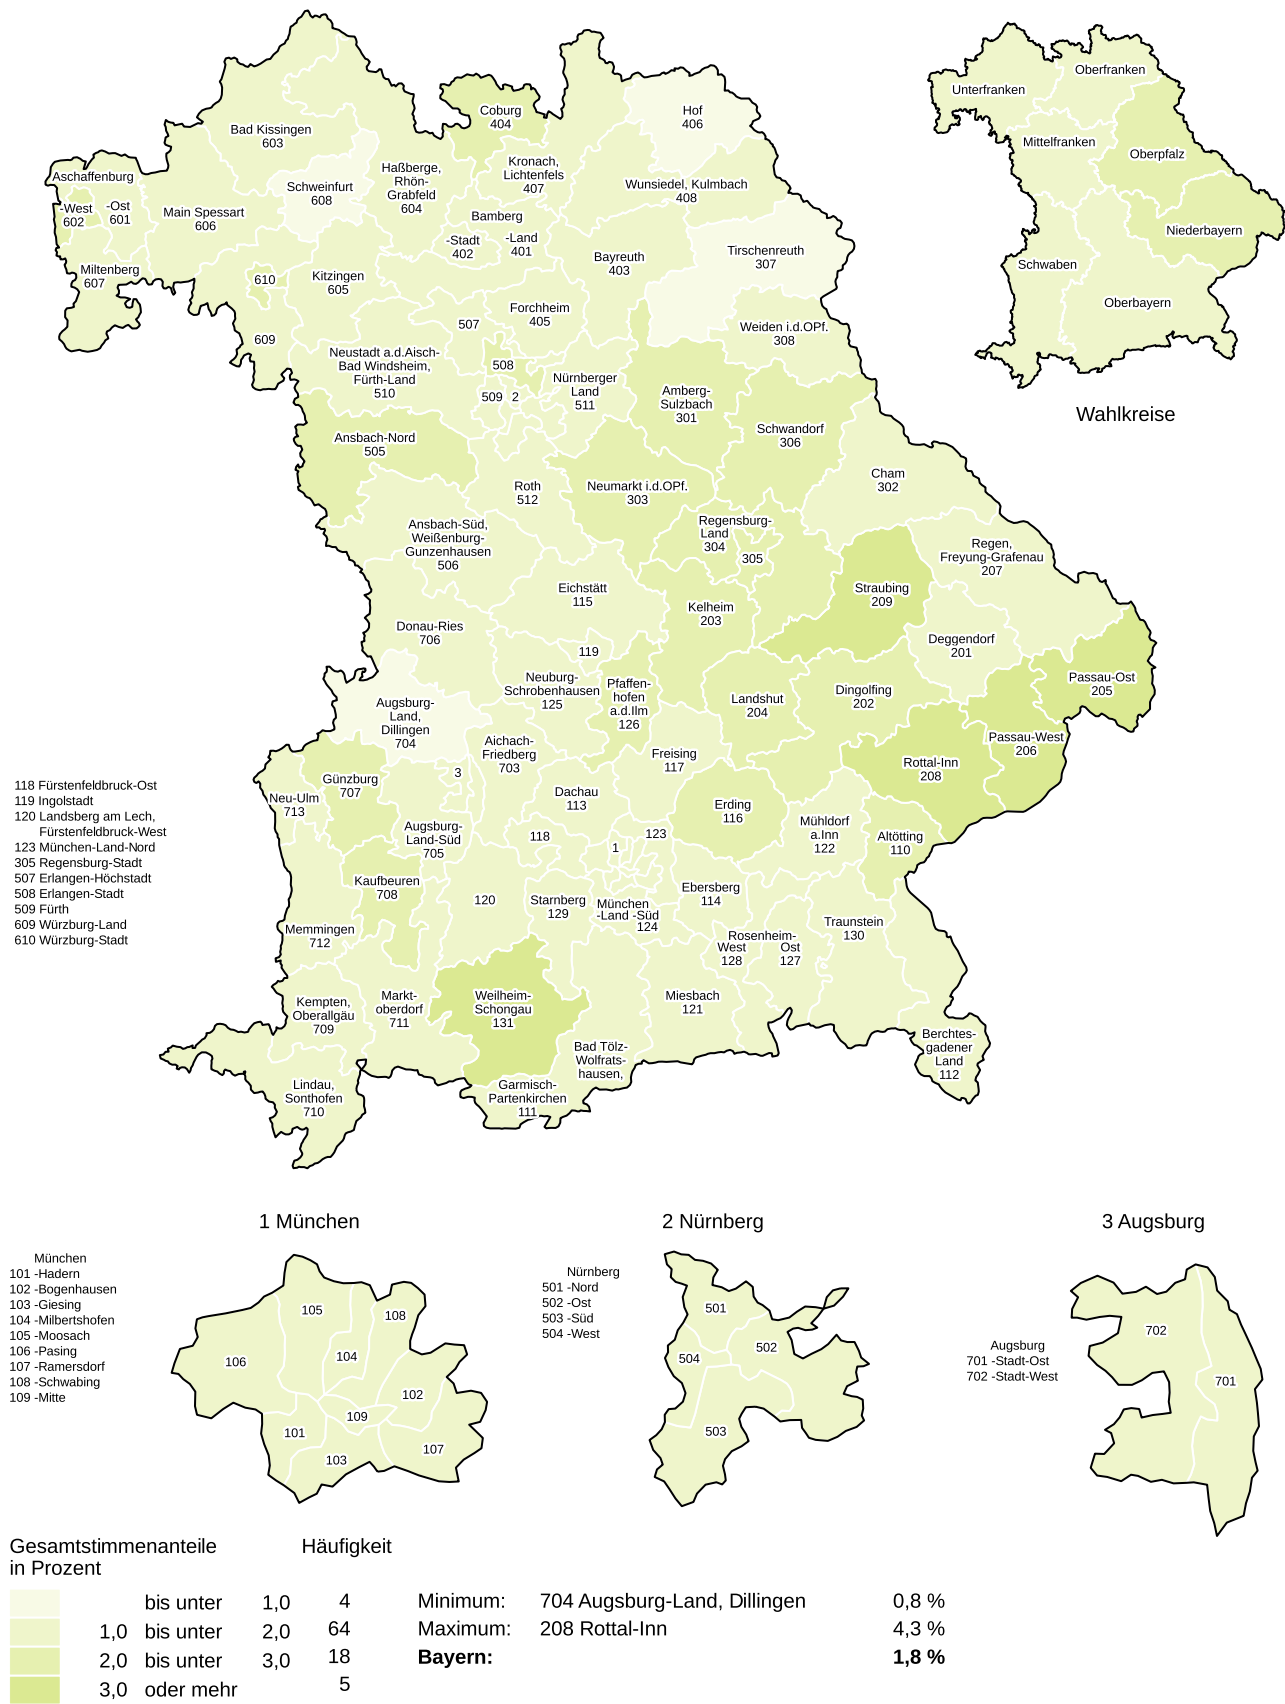 Coburg
404
Hof
406
Bad Kissingen
603
Haßberge,
Rhön-
Grabfeld
604
Kronach,
Lichtenfels
407
Wunsiedel, Kulmbach
408
Aschaffenburg
-West
602
-Ost
601
Schweinfurt
608
Main Spessart
606
Bamberg
-Stadt
402
-Land
401
Bayreuth
403
Tirschenreuth
307
Miltenberg
607
610
Kitzingen
605
Forchheim
405
507
609
Weiden i.d.OPf.
308
Neustadt a.d.Aisch-
Bad Windsheim,
Fürth-Land
510
508
509
2
Nürnberger
Land
511
Amberg-
Sulzbach
301
Schwandorf
306
Ansbach-Nord
505
Cham
302
Roth
512
Neumarkt i.d.OPf.
303
Ansbach-Süd,
Weißenburg-
Gunzenhausen
506
Regensburg-
Land
304
305
Regen,
Freyung-Grafenau
207
Eichstätt
115
Kelheim
203
Straubing
209
Donau-Ries
706
119
Deggendorf
201
Neuburg-
Schrobenhausen
125
Pfaffen-
hofen
a.d.Ilm
126
Landshut
204
Dingolfing
202
Passau-Ost
205
Augsburg-
Land,
Dillingen
704
Aichach-
Friedberg
703
Freising
117
Passau-West
206
Rottal-Inn
208
3
Günzburg
707
Neu-Ulm
713
Dachau
113
Erding
116
Mühldorf
a.Inn
122
Altötting
110
Augsburg-
Land-Süd
705
118
123
1
Kaufbeuren
708
120
Starnberg
129
München
-Land -Süd
124
Ebersberg
114
Memmingen
712
Rosenheim-
West
128
Ost
127
Traunstein
130
Kempten,
Oberallgäu
709
Markt-
oberdorf
711
Weilheim-
Schongau
131
Miesbach
121
Bad Tölz-
Wolfrats-
hausen,
Berchtes-
gadener
Land
112
Lindau,
Sonthofen
710
Garmisch-
Partenkirchen
111
Unterfranken
Oberfranken
Mittelfranken
Oberpfalz
Niederbayern
Schwaben
Oberbayern
Wahlkreise
118 Fürstenfeldbruck-Ost
119 Ingolstadt
120 Landsberg am Lech,
Fürstenfeldbruck-West
123 München-Land-Nord
305 Regensburg-Stadt
507 Erlangen-Höchstadt
508 Erlangen-Stadt
509 Fürth
609 Würzburg-Land
610 Würzburg-Stadt
1 München
München
101 -Hadern
102 -Bogenhausen
103 -Giesing
104 -Milbertshofen
105 -Moosach
106 -Pasing
107 -Ramersdorf
108 -Schwabing
109 -Mitte
105
108
106
104
102
109
101
103
107
2 Nürnberg
Nürnberg
501 -Nord
502 -Ost
503 -Süd
504 -West
501
502
504
503
3 Augsburg
Augsburg
701 -Stadt-Ost
702 -Stadt-West
702
701
Gesamtstimmenanteile
in Prozent
Häufigkeit
bis unter 1,0 4
1,0 bis unter 2,0 64
2,0 bis unter 3,0 18
3,0 oder mehr 5
Minimum: 704 Augsburg-Land, Dillingen 0,8 %
Maximum: 208 Rottal-Inn 4,3 %
Bayern: 1,8 %